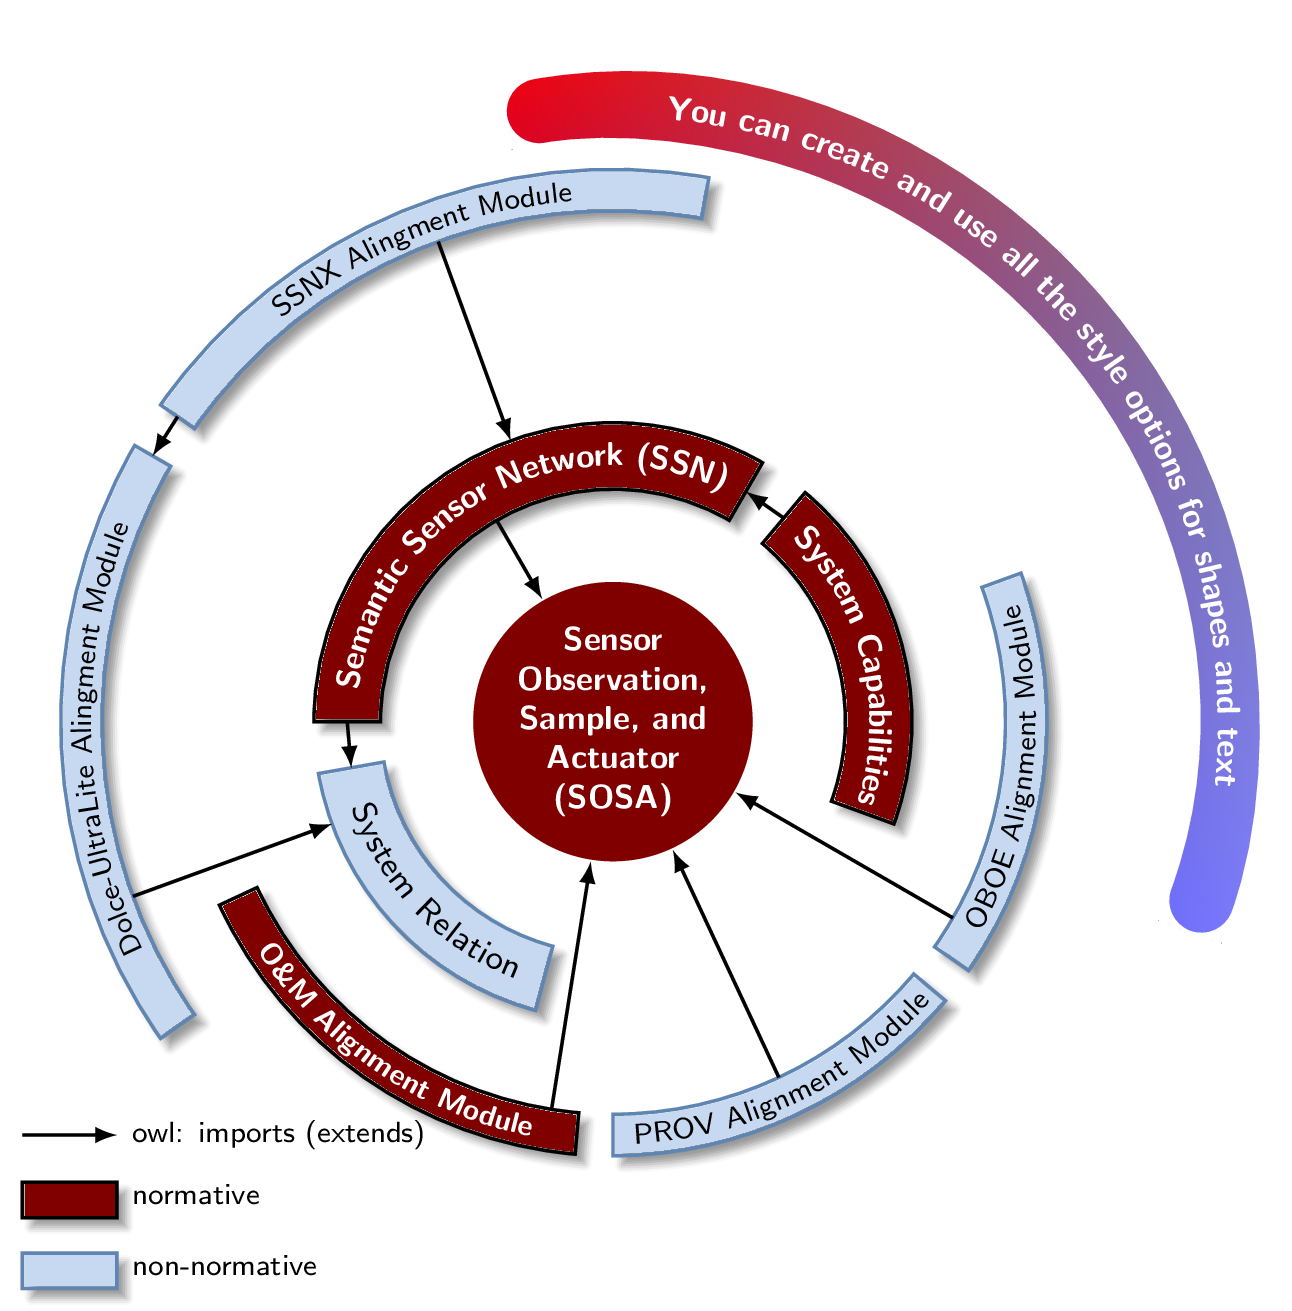 You can create and use all the style options for shapes and text
SSNX Alingment Module
Semantic Sensor Network (SSN)
System Capabilities
Dolce-UltraLite Alingment Module
Sensor
Observation,
Sample, and
Actuator
(SOSA)
OBOE Alignment Module
System Relation
O&M Alignment Module
PROV Alignment Module
owl: imports (extends)
normative
non-normative